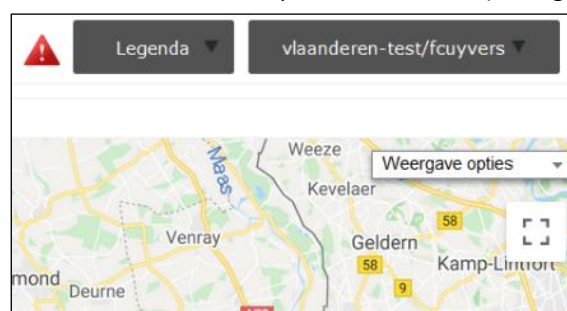 Legenda
vlaanderen-test/fcuyvers
Weergave opties
Weeze
Maas
Kevelaer
58
Venray
Geldern
58
Kamp-Lintfort
9
mond
Deurne